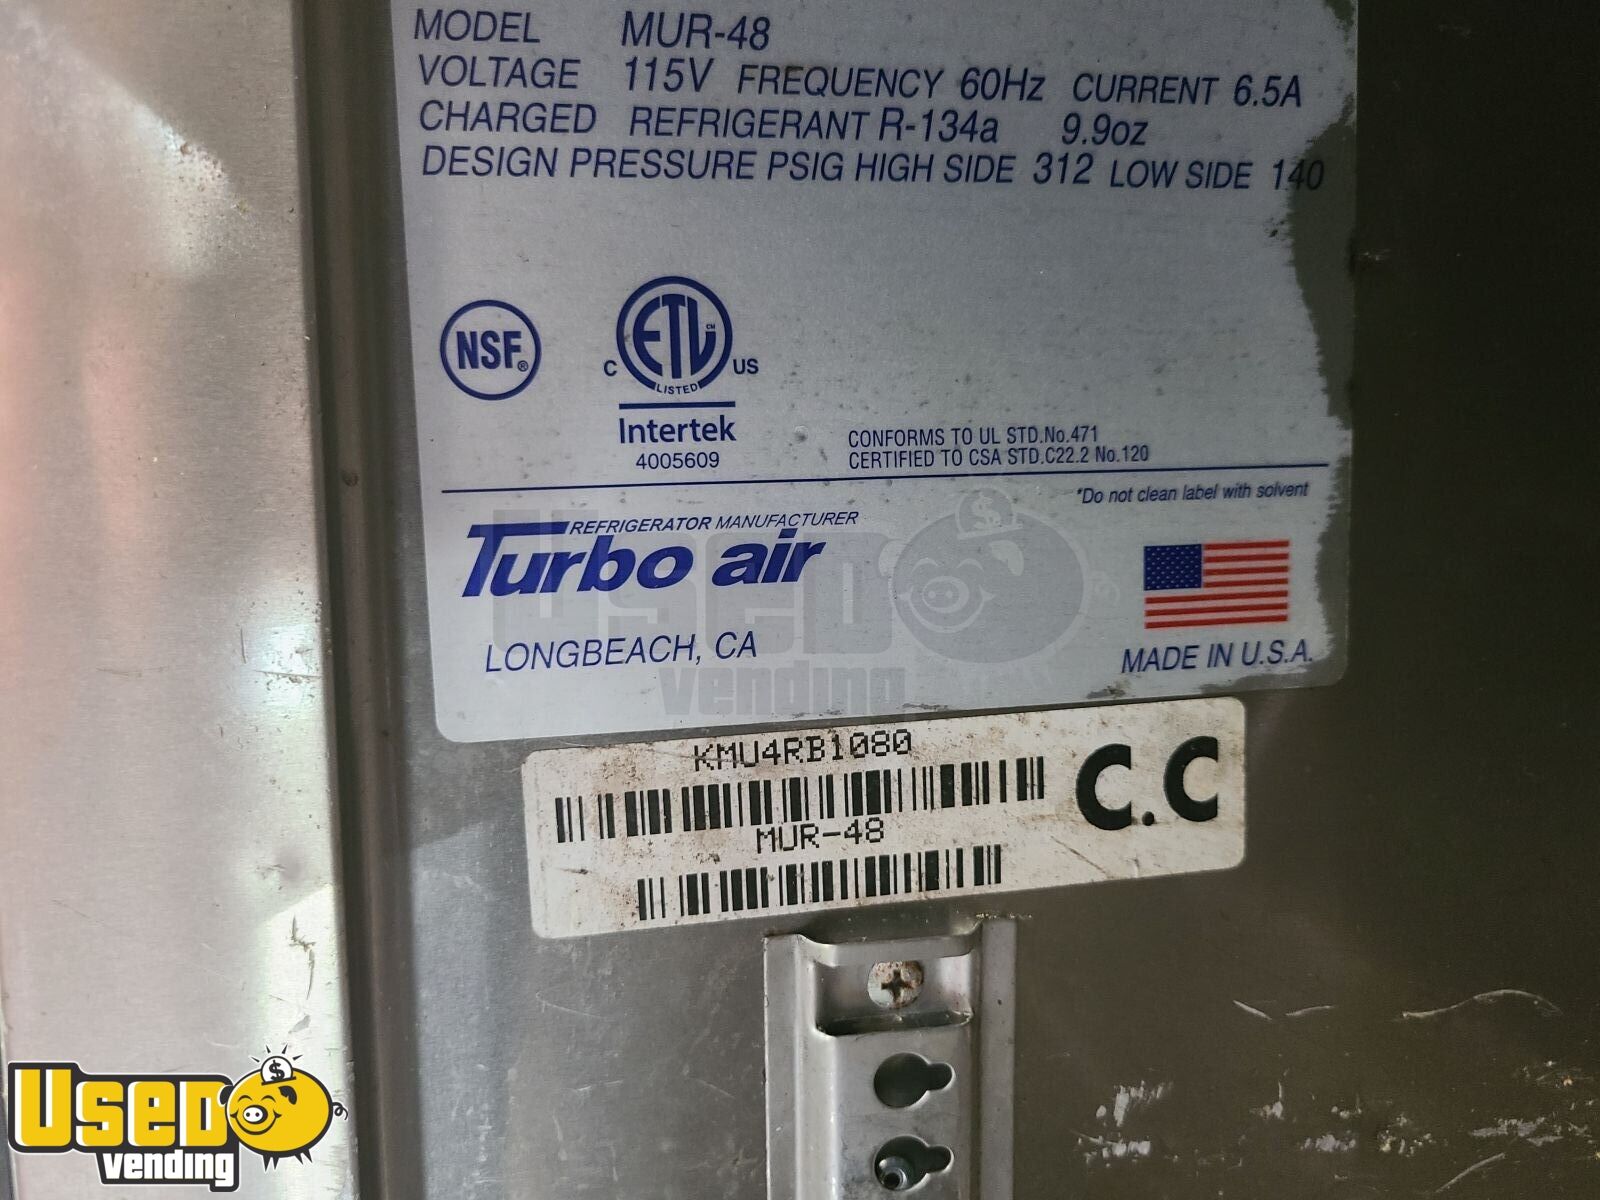 MODEL MUR-48
VOLTAGE 115V FREQUENCY 60Hz CURRENT 6.5A
CHARGED REFRIGERANT R-134a 9.9oz
DESIGN PRESSURE PSIG HIGH SIDE 312 LOW SIDE 140
NSF®
C ETL CM US
LISTED
Intertek
4005609
CONFORMS TO UL STD.No.471
CERTIFIED TO CSA STD.C22.2 No.120
*Do not clean label with solvent
REFRIGERATOR MANUFACTURER
Turbo air
LONGBEACH, CA
MADE IN U.S.A.
USED
vending
KMU4RB1080
C.C
MUR-48
USED
vending